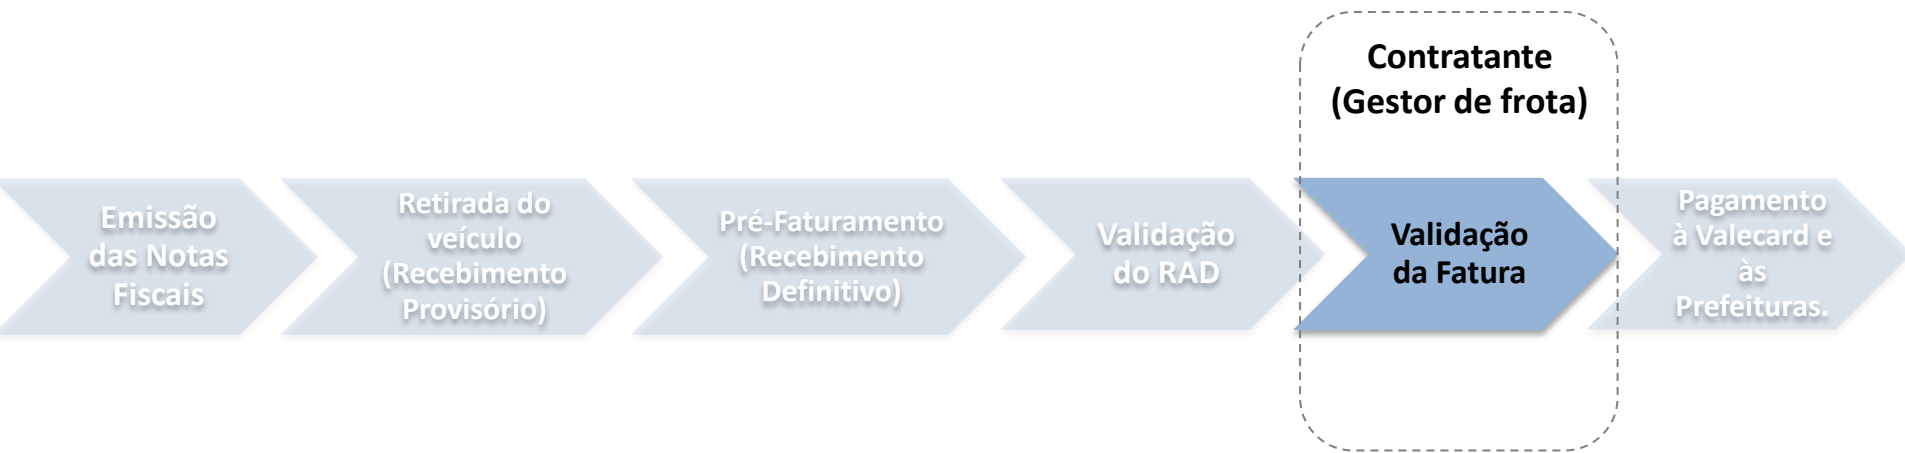 Contratante
(Gestor de frota)
Emissão
das Notas
Fiscais
Retirada do
veículo
(Recebimento
Provisório)
Pré-Faturamento
(Recebimento
Definitivo)
Validação
do RAD
Validação
da Fatura
Pagamento
à Valecard e
às
Prefeituras.